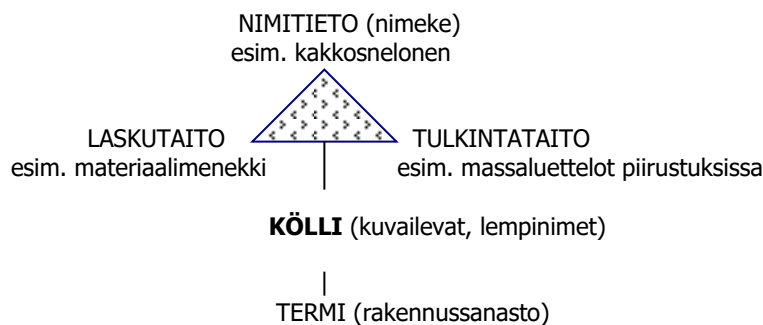 NIMITIETO (nimeke)
esim. kakkosnelonen
LASKUTAITO
esim. materiaalimenekki
TULKINTATAITO
esim. massaluettelot piirustuksissa
KÖLLI (kuvailevat, lempinimet)
TERMI (rakennussanasto)